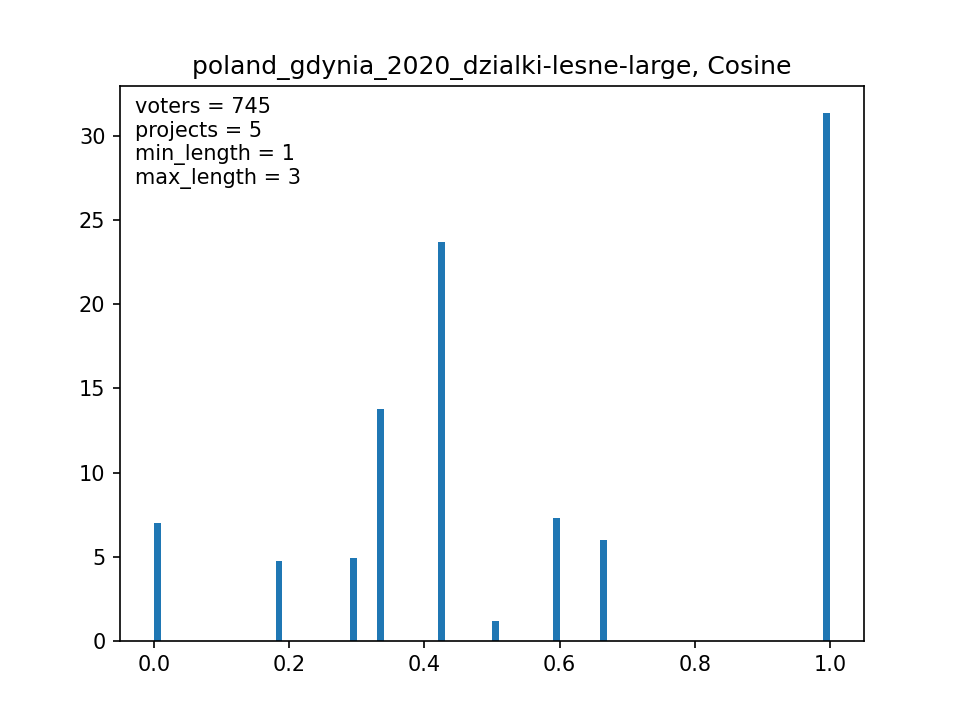 poland_gdynia_2020_dzialki-lesne-large, Cosine
voters = 745
projects = 5
min_length = 1
max_length = 3
30
25
20
15
10
5
0
0.0 0.2 0.4 0.6 0.8 1.0